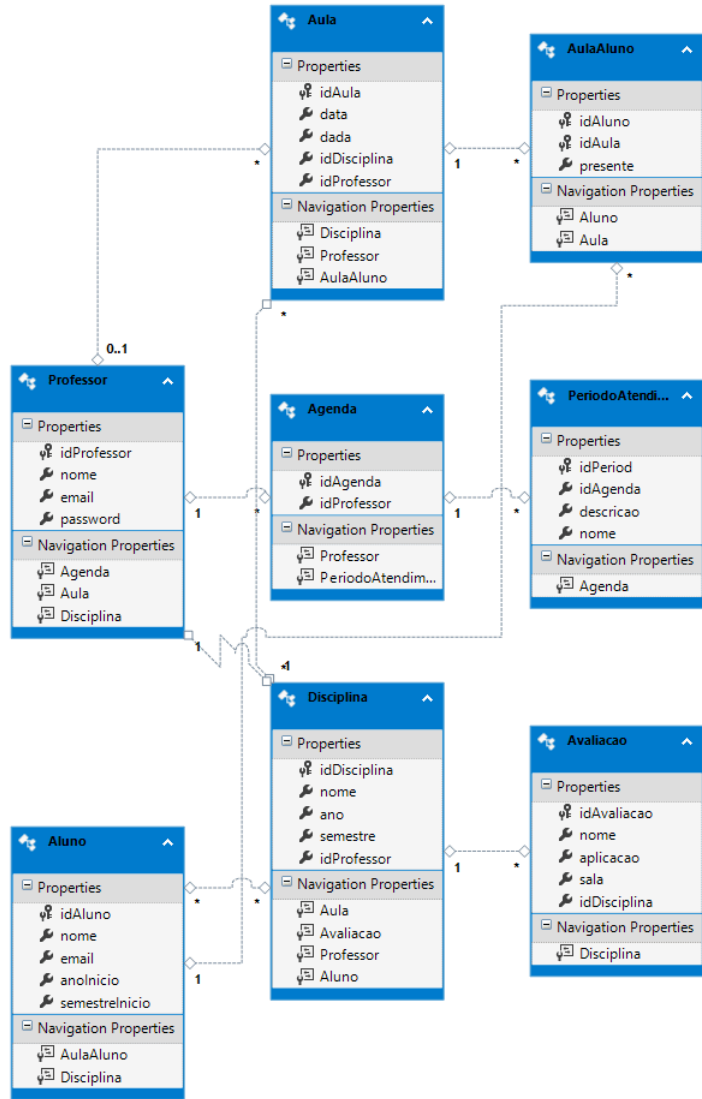 Aula
Properties
idAula
data
dada
idDisciplina
idProfessor
Navigation Properties
Disciplina
Professor
AulaAluno
AulaAluno
Properties
idAluno
idAula
presente
Navigation Properties
Aluno
Aula
*
1
*
*
*
0..1
Professor
Properties
idProfessor
nome
email
password
Navigation Properties
Agenda
Aula
Disciplina
Agenda
Properties
idAgenda
idProfessor
Navigation Properties
Professor
PeriodoAtendim...
PeriodoAtendi...
Properties
idPeriod
idAgenda
descricao
nome
Navigation Properties
Agenda
1
*
1
*
1
*1
Disciplina
Properties
idDisciplina
nome
ano
semestre
idProfessor
Navigation Properties
Aula
Avaliacao
Professor
Aluno
Avaliacao
Properties
idAvaliacao
nome
aplicacao
sala
idDisciplina
Navigation Properties
Disciplina
Aluno
Properties
idAluno
nome
email
anoInicio
semestreInicio
Navigation Properties
AulaAluno
Disciplina
1
*
*
*
1